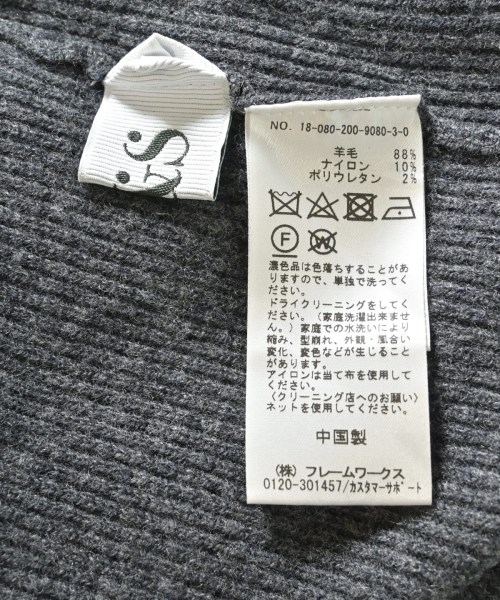 NO. 18-080-200-9080-3-0
羊毛 88%
ナイロン 10%
ポリウレタン 2%
F
W
濃色品は色落ちすることがあ
りますので、単独で洗ってく
ださい。
ドライクリーニングをしてく
ださい。(家庭洗濯出来ませ
ん。)家庭での水洗いにより
縮み、型崩れ、外観・風合い
変化、変色などが生じること
があります。
アイロンは当て布を使用して
ください。
〈クリーニング店へのお願い〉
ネットを使用してください。
中国製
(株) フレームワークス
0120-301457/カスタマーサポート